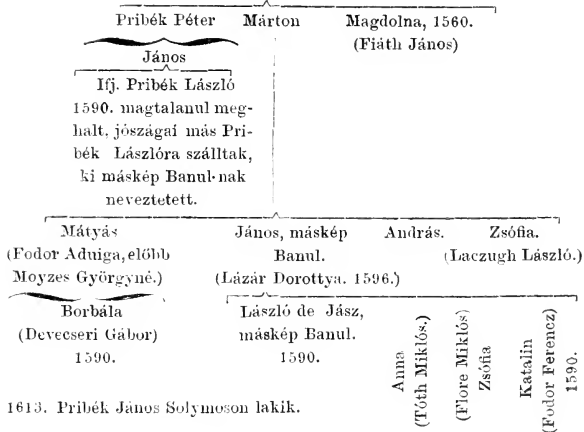 Pribék Péter Márton Magdolna, 1560.
(Fiáth János)
János
Ifj. Pribék László
1590. magtalanul meg-
halt, jószágai más Pri-
bék Lászlóra szálltak,
ki máskép Banul-nak
neveztetett.
Mátyás János, máskép András. Zsófia.
(Fodor Aduiga, előbb Banul. (Laczugh László.)
Moyzes Györgyné.) (Lázár Dorottya. 1596.)
Borbála László de Jász,
(Devecseri Gábor) máskép Banul.
1590. 1590.
Anna
(Tóth Miklós.)
(Flore Miklós)
Zsófia
Katalin
(Fodor Ferencz)
1590.
1613. Pribék János Solymoson lakik.